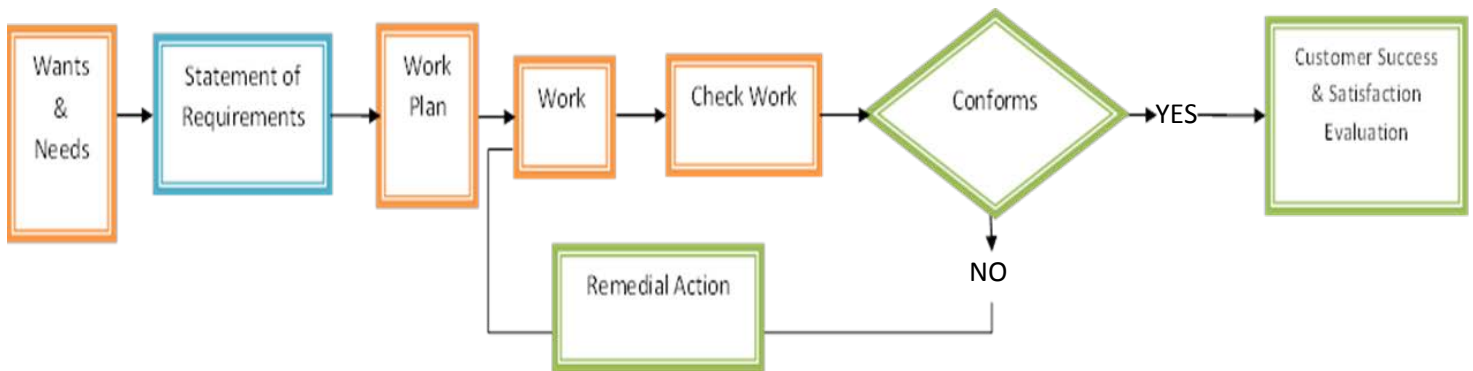 Wants
&
Needs
Statement of
Requirements
Work
Plan
Work
Check Work
Conforms
YES
Customer Success
& Satisfaction
Evaluation
NO
Remedial Action